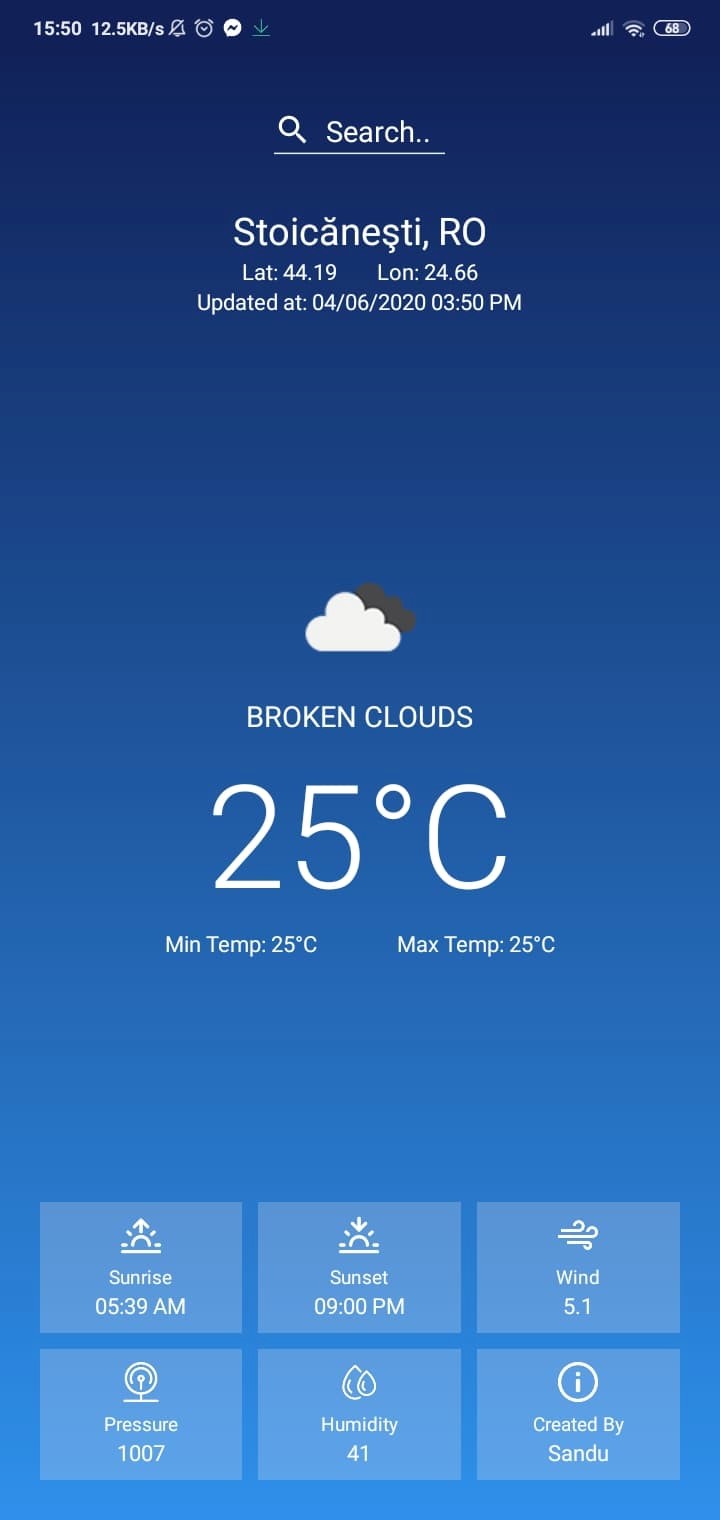 15:50 12.5KB/s 68
Search..
Stoicăneşti, RO
Lat: 44.19 Lon: 24.66
Updated at: 04/06/2020 03:50 PM
BROKEN CLOUDS
25°C
Min Temp: 25°C Max Temp: 25°C
Sunrise Sunset Wind
05:39 AM 09:00 PM 5.1
Pressure Humidity Created By
1007 41 Sandu